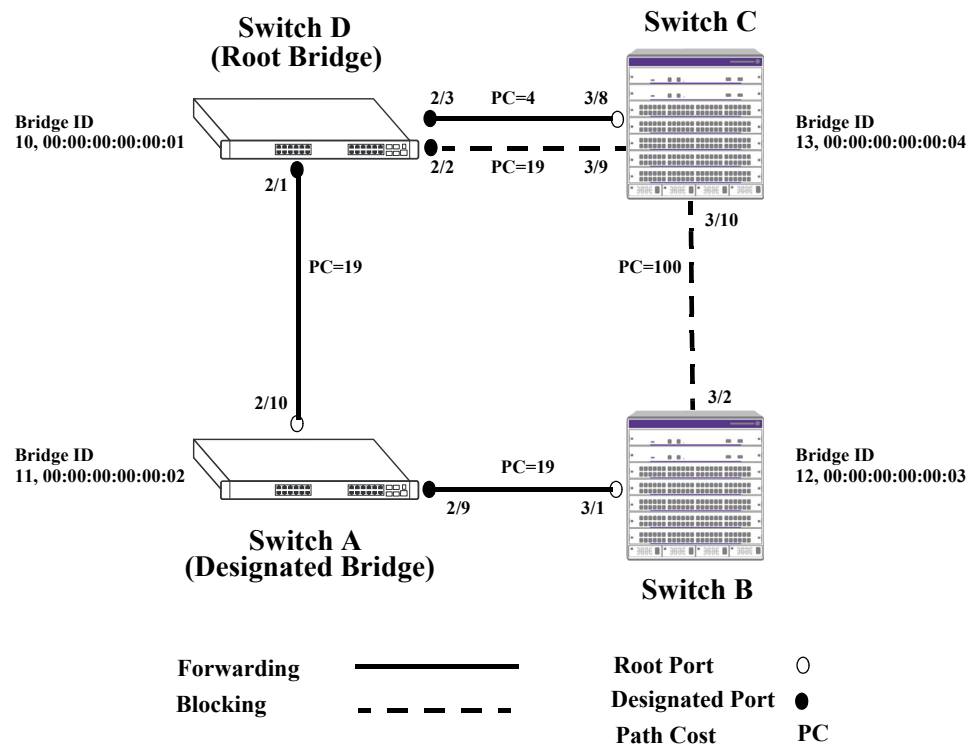 Switch D
(Root Bridge)
Switch C
2/3 PC=4 3/8
Bridge ID
10, 00:00:00:00:00:01
Bridge ID
13, 00:00:00:00:00:04
2/2 PC=19 3/9
2/1
3/10
PC=19
PC=100
2/10
3/2
Bridge ID
11, 00:00:00:00:00:02
PC=19
Bridge ID
12, 00:00:00:00:00:03
2/9 3/1
Switch A
(Designated Bridge)
Switch B
Forwarding
Root Port
Blocking
Designated Port
Path Cost PC